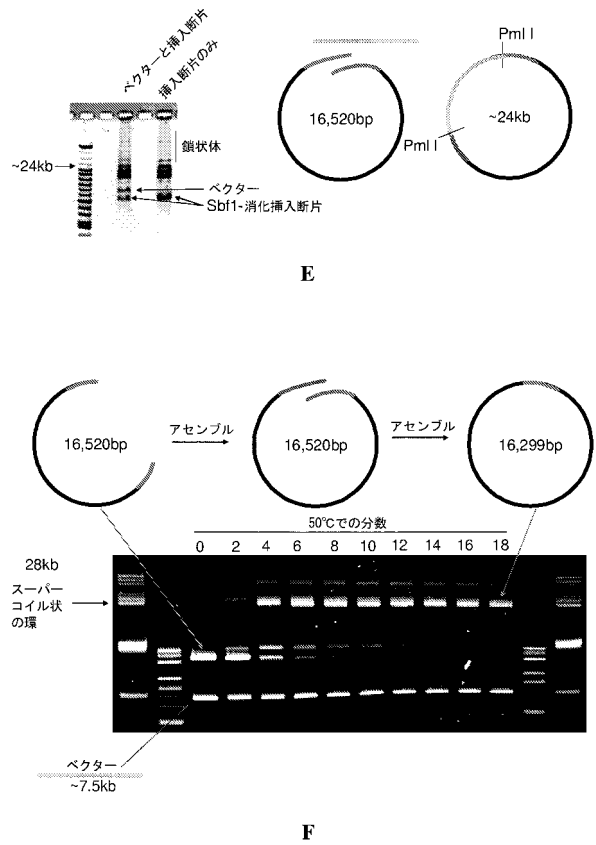 ベクターと挿入断片
挿入断片のみ
鎖状体
~24kb
ベクター
Sbf1-消化挿入断片
16,520bp
Pml I
~24kb
Pml I
E
16,520bp
アセンブル
16,520bp
アセンブル
16,299bp
50℃での分数
0 2 4 6 8 10 12 14 16 18
28kb
スーパー
コイル状
の環
ベクター
~7.5kb
F